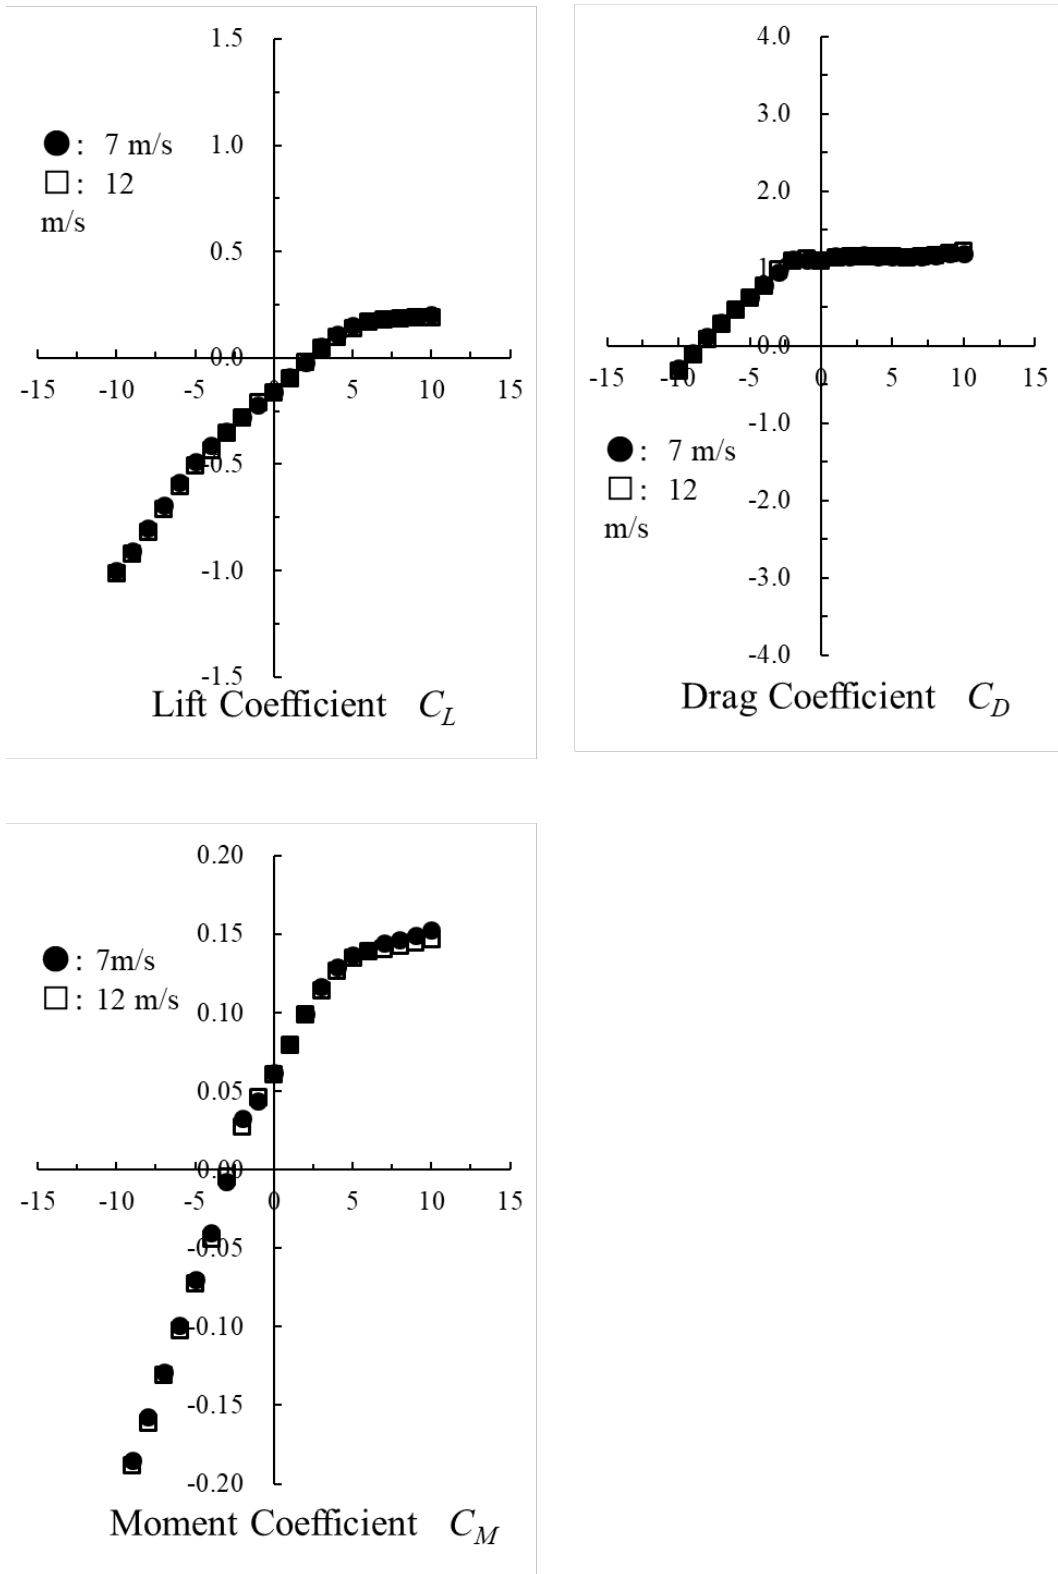 1.5
● : 7 m/s
1.0
□ : 12
m/s
0.5
0.0
-15 -10 -5 0 5 10 15
-0.5
-1.0
-1.5
Lift Coefficient C_L
4.0
3.0
2.0
1
0.0
-15 -10 -5 0 5 10 15
-1.0
● : 7 m/s
□ : 12
-2.0
m/s
-3.0
-4.0
Drag Coefficient C_D
0.20
0.15
● : 7m/s
□ : 12 m/s
0.10
0.05
0.00
-15 -10 -5 0 5 10 15
-0.05
-0.10
-0.15
-0.20
Moment Coefficient C_M